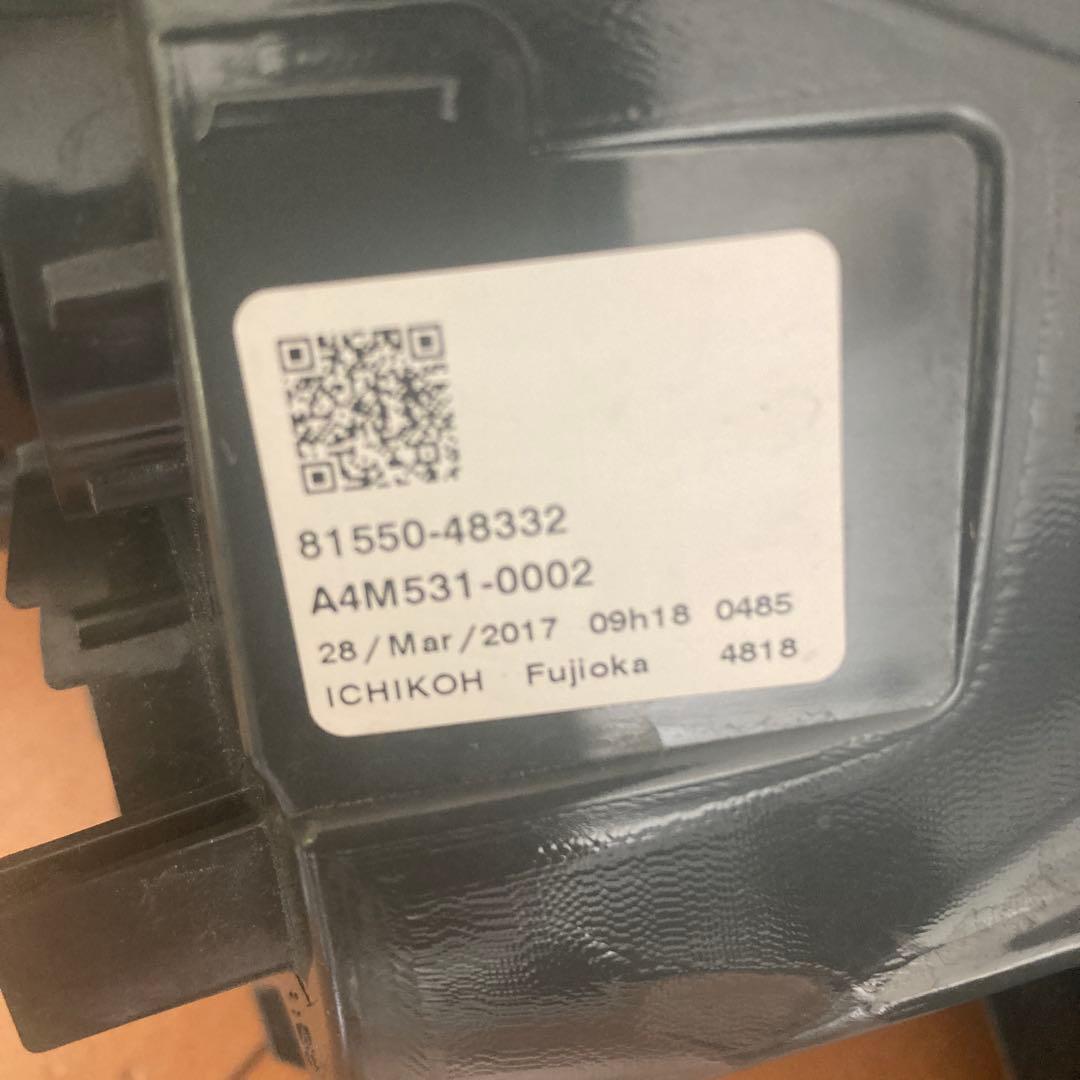 81550-48332
A4M531-0002
28/Mar/2017 09h18 0485
ICHIKOH Fujioka 4818